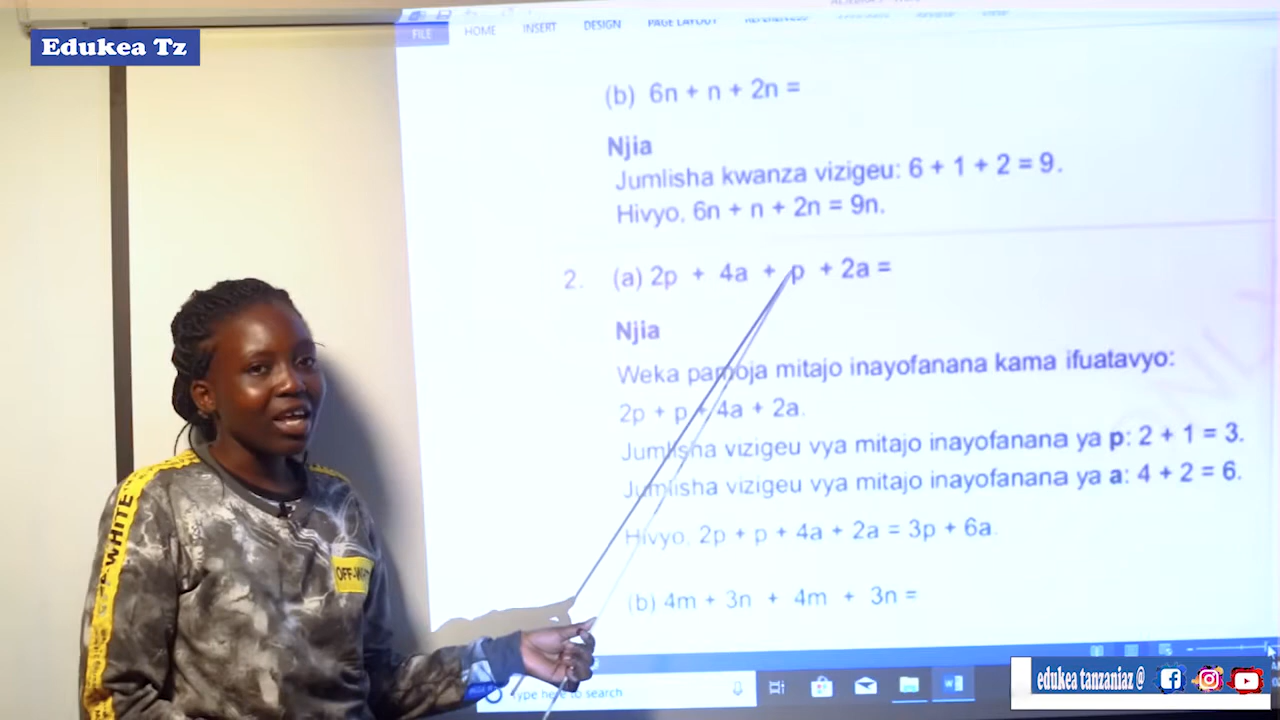 Edukea Tz
FILE HOME INSERT DESIGN PAGE LAYOUT REFERENCES
(b) 6n + n + 2n =
Njia
Jumlisha kwanza vizigeu: 6 + 1 + 2 = 9.
Hivyo, 6n + n + 2n = 9n.
2. (a) 2p + 4a + p + 2a =
Njia
Weka pamoja mitajo inayofanana kama ifuatavyo:
2p + p + 4a + 2a.
Jumlisha vizigeu vya mitajo inayofanana ya p: 2 + 1 = 3.
Jumlisha vizigeu vya mitajo inayofanana ya a: 4 + 2 = 6.
Hivyo, 2p + p + 4a + 2a = 3p + 6a.
(b) 4m + 3n + 4m + 3n =
WHITE
OFF-WHITE
Type here to search
edukea tanzaniaz @